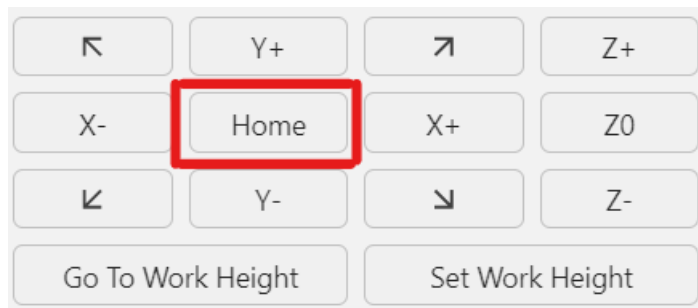 ↖ Y+ ↗ Z+
X- Home X+ Z0
↙ Y- ↘ Z-
Go To Work Height Set Work Height